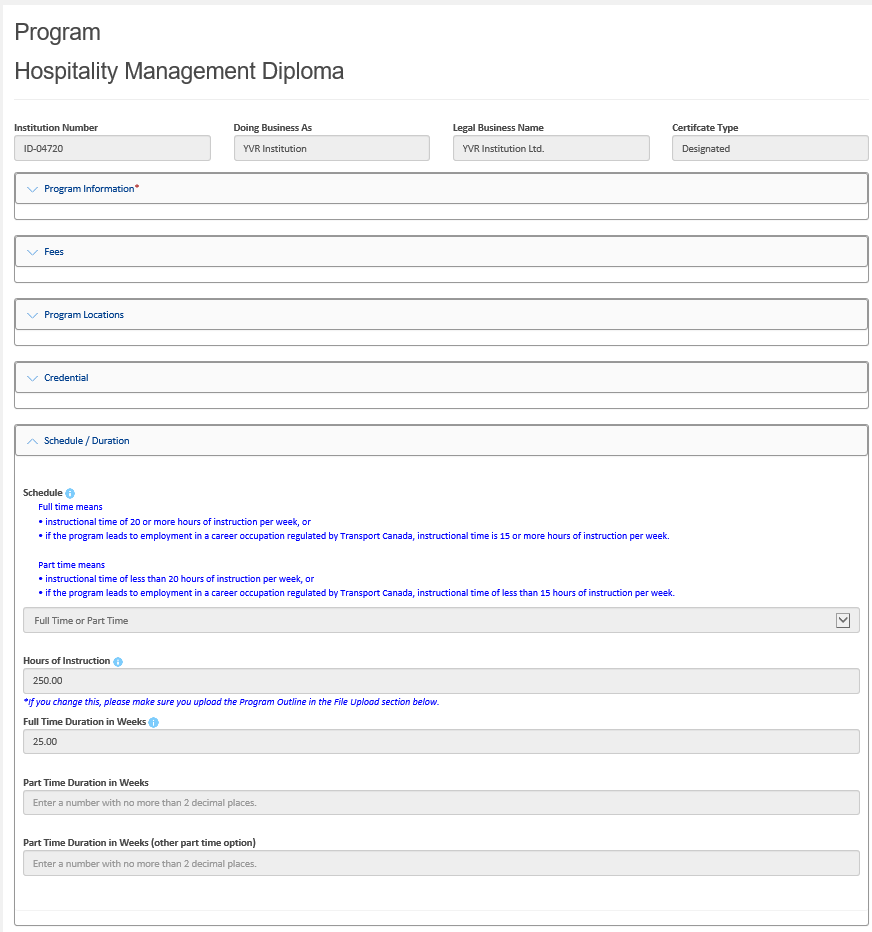 Program
Hospitality Management Diploma
Institution Number
Doing Business As
Legal Business Name
Certifcate Type
ID-04720
YVR Institution
YVR Institution Ltd.
Designated
Program Information*
Fees
Program Locations
Credential
Schedule / Duration
Schedule
Full time means
• instructional time of 20 or more hours of instruction per week, or
• if the program leads to employment in a career occupation regulated by Transport Canada, instructional time is 15 or more hours of instruction per week.
Part time means
• instructional time of less than 20 hours of instruction per week, or
• if the program leads to employment in a career occupation regulated by Transport Canada, instructional time of less than 15 hours of instruction per week.
Full Time or Part Time
Hours of Instruction
250.00
*If you change this, please make sure you upload the Program Outline in the File Upload section below.
Full Time Duration in Weeks
25.00
Part Time Duration in Weeks
Enter a number with no more than 2 decimal places.
Part Time Duration in Weeks (other part time option)
Enter a number with no more than 2 decimal places.